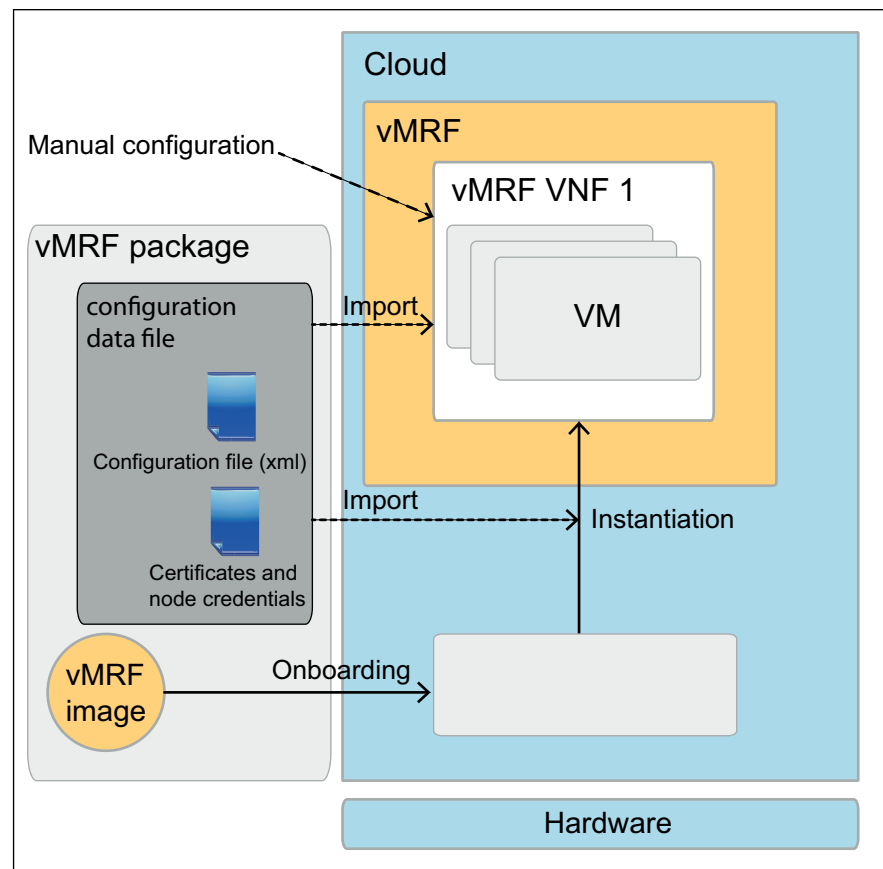 Cloud
vMRF
Manual configuration
vMRF VNF 1
VM
vMRF package
configuration
data file
Import
Configuration file (xml)
Import
Instantiation
Certificates and
node credentials
vMRF
image
Onboarding
Hardware